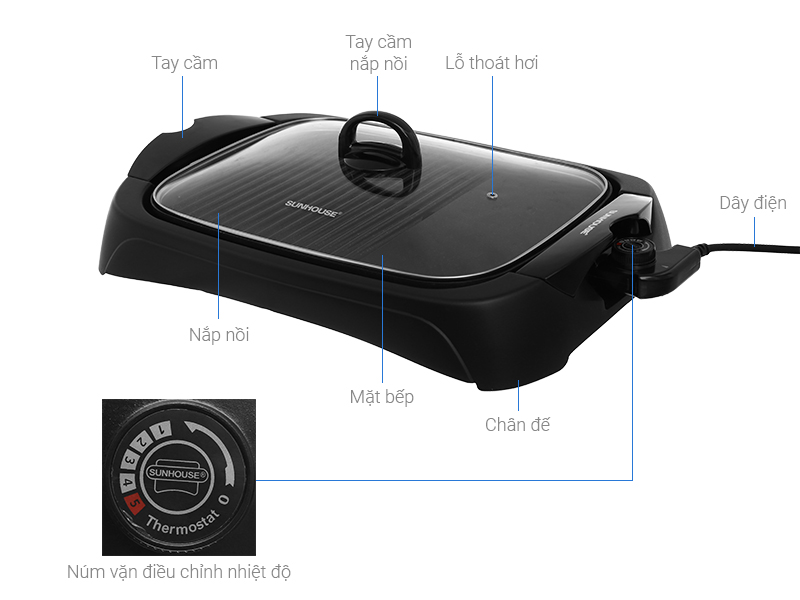 Tay cầm
Tay cầm
nắp nồi
Lỗ thoát hơi
Dây điện
SUNHOUSE®
SUNHOUSE
Nắp nồi
Mặt bếp
Chân đế
1
2
3
4
5
SUNHOUSE®
Thermostat 0
Núm vặn điều chỉnh nhiệt độ